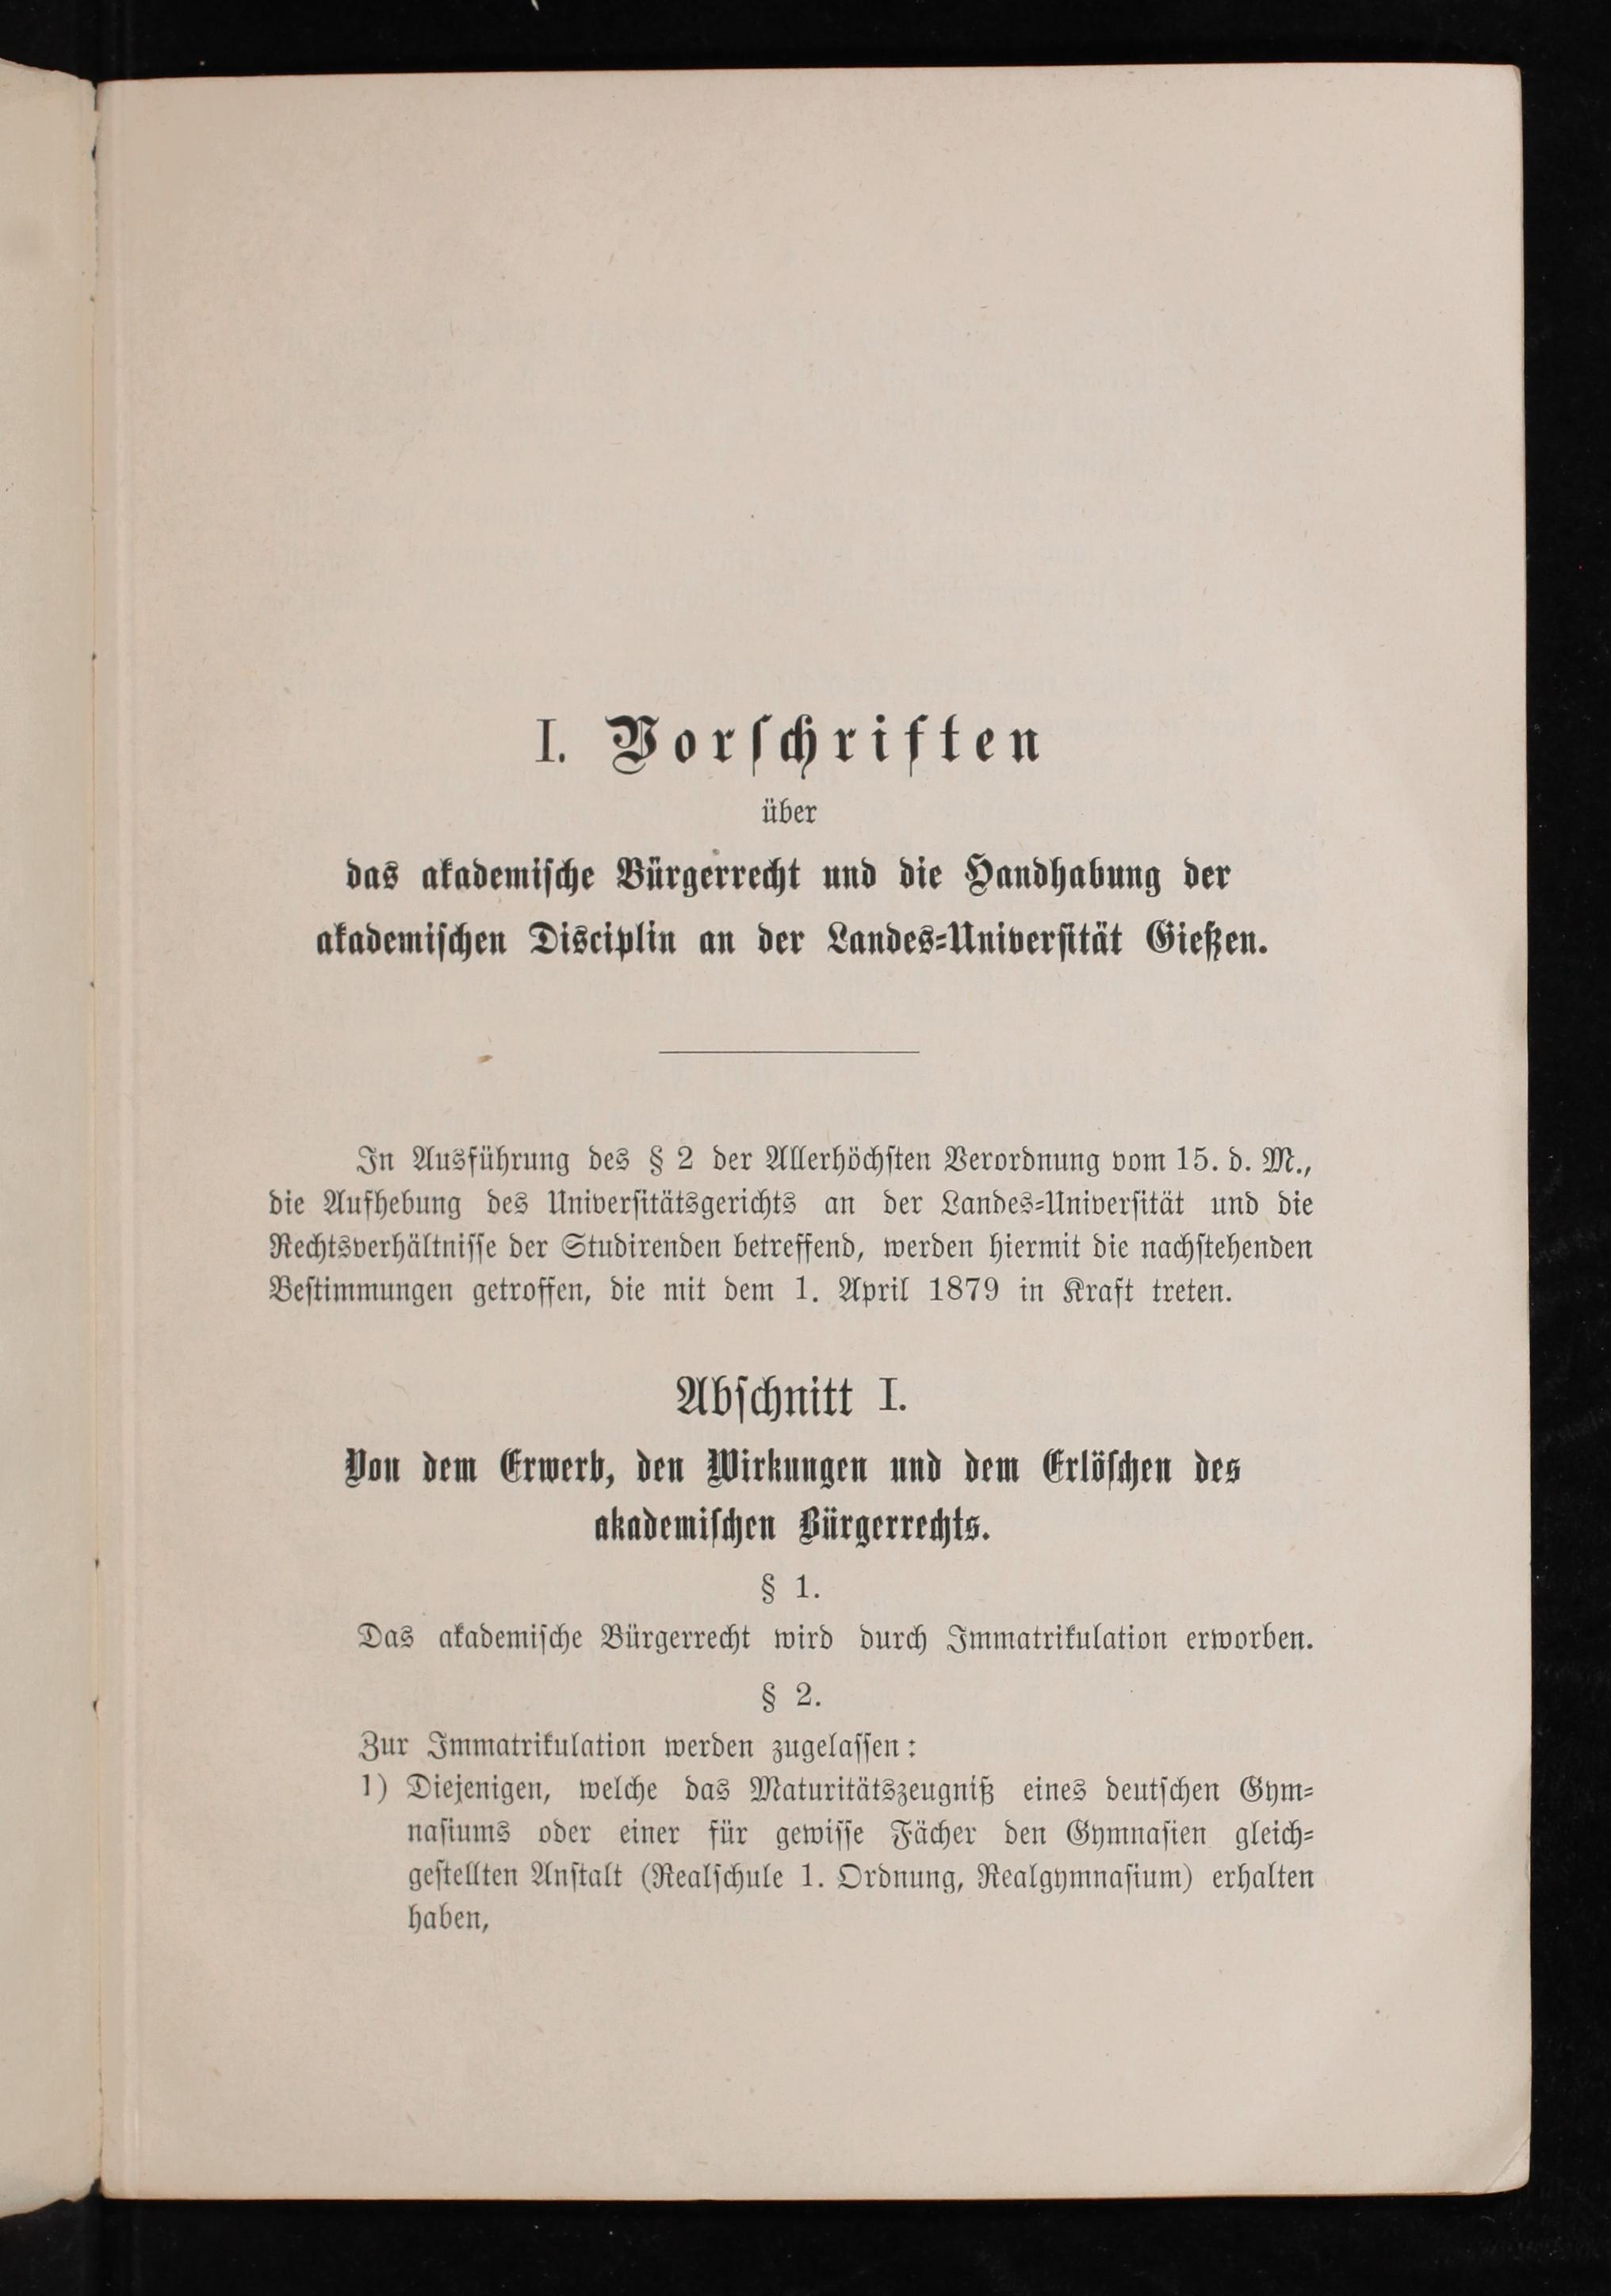 I. Vorſchriften
über
das akademiſche Bürgerrecht und die Handhabung der
akademiſchen Disciplin an der Landes-Univerſität Gießen.
In Ausführung des § 2 der Allerhöchſten Verordnung vom 15. d. M.,
die Aufhebung des Univerſitätsgerichts an der Landes-Univerſität und die
Rechtsverhältniſſe der Studirenden betreffend, werden hiermit die nachſtehenden
Beſtimmungen getroffen, die mit dem 1. April 1879 in Kraft treten.
Abſchnitt I.
Von dem Erwerb, den Wirkungen und dem Erlöſchen des
akademiſchen Bürgerrechts.
§ 1.
Das akademiſche Bürgerrecht wird durch Immatrikulation erworben.
§ 2.
Zur Immatrikulation werden zugelaſſen:
1) Diejenigen, welche das Maturitätszeugniß eines deutſchen Gym-
naſiums oder einer für gewiſſe Fächer den Gymnaſien gleich-
geſtellten Anſtalt (Realſchule 1. Ordnung, Realgymnaſium) erhalten
haben,